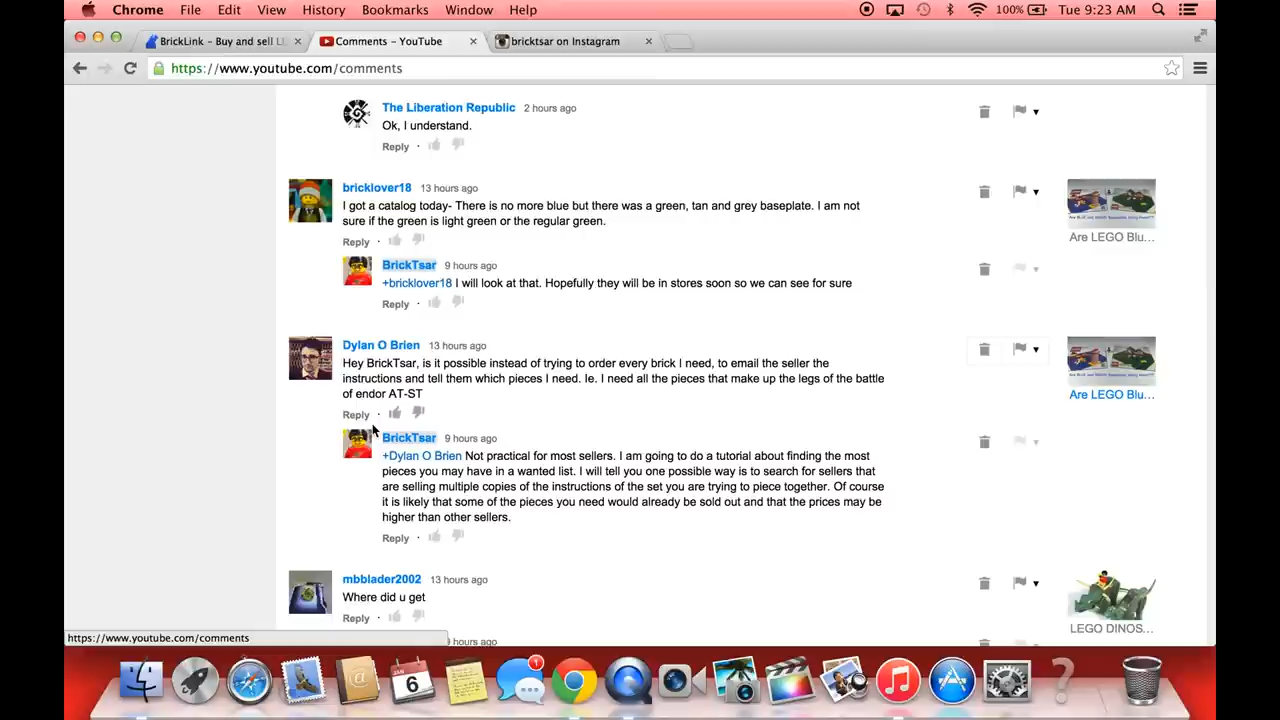 Chrome File Edit View History Bookmarks Window Help 100% Tue 9:23 AM
BrickLink - Buy and sell LE Comments - YouTube bricktsar on Instagram
https://www.youtube.com/comments
The Liberation Republic 2 hours ago
Ok, I understand.
Reply
bricklover18 13 hours ago
I got a catalog today- There is no more blue but there was a green, tan and grey baseplate. I am not
sure if the green is light green or the regular green.
Are LEGO Blu...
Reply
BrickTsar 9 hours ago
+bricklover18 I will look at that. Hopefully they will be in stores soon so we can see for sure
Reply
Dylan O Brien 13 hours ago
Hey BrickTsar, is it possible instead of trying to order every brick I need, to email the seller the
instructions and tell them which pieces I need. Ie. I need all the pieces that make up the legs of the battle
of endor AT-ST
Are LEGO Blu...
Reply
BrickTsar 9 hours ago
+Dylan O Brien Not practical for most sellers. I am going to do a tutorial about finding the most
pieces you may have in a wanted list. I will tell you one possible way is to search for sellers that
are selling multiple copies of the instructions of the set you are trying to piece together. Of course
it is likely that some of the pieces you need would already be sold out and that the prices may be
higher than other sellers.
Reply
mbblader2002 13 hours ago
Where did u get
Reply
LEGO DINOS...
https://www.youtube.com/comments
hours ago
JAN
6
1